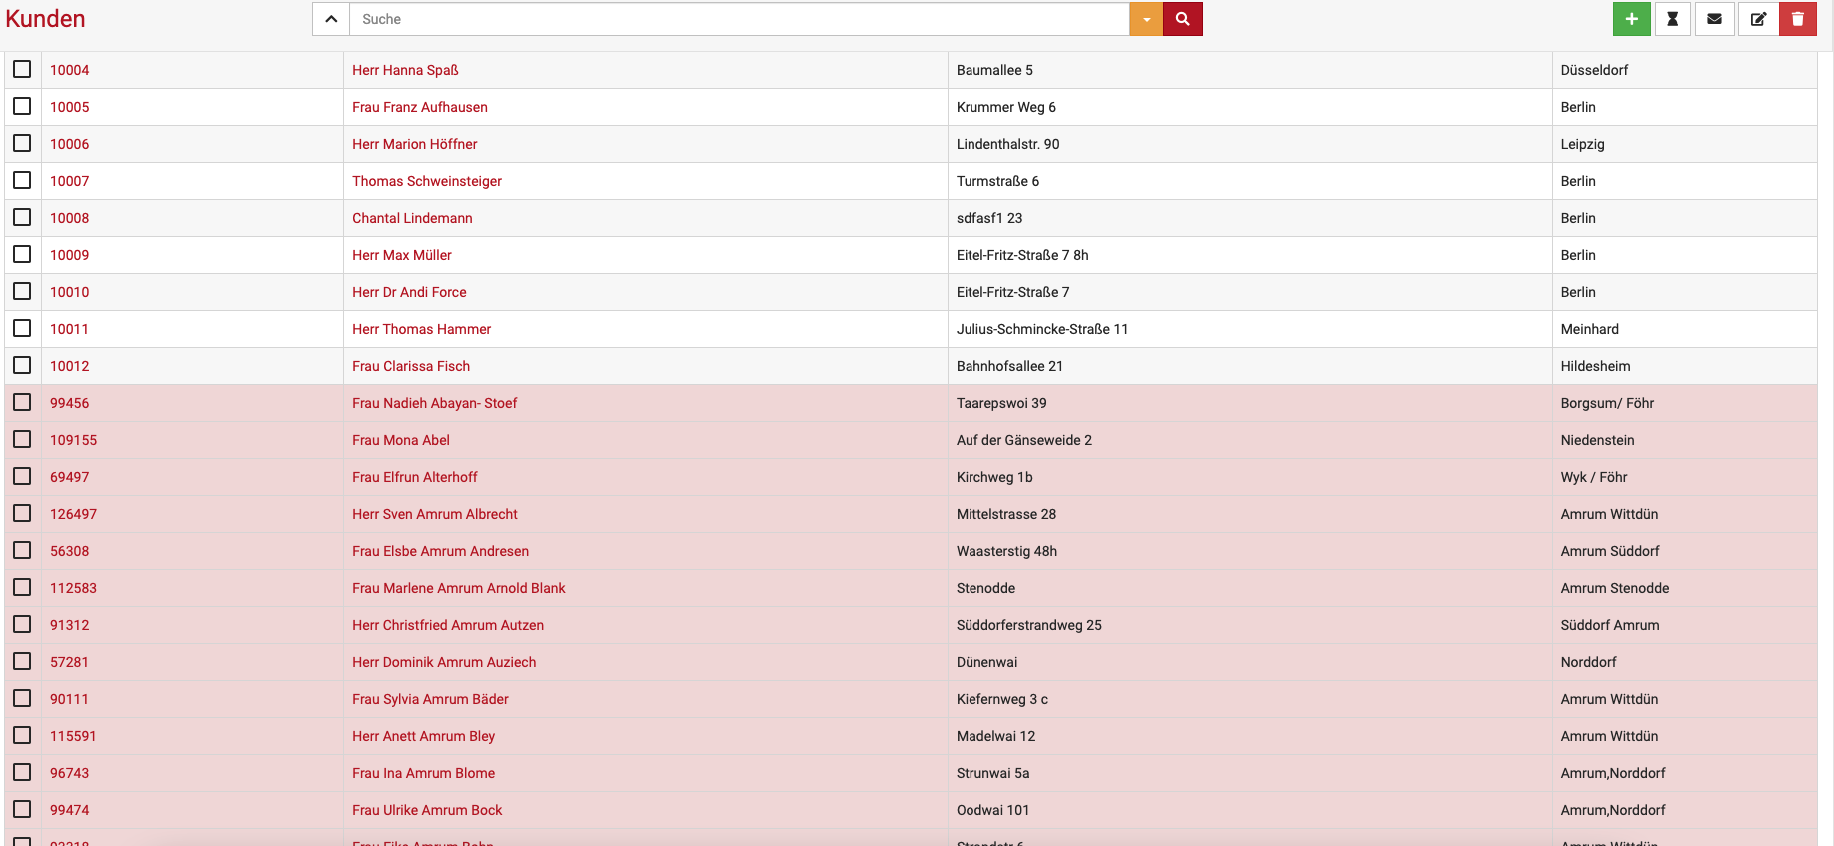 Kunden
Suche
10004 Herr Hanna Spaß Baumallee 5 Düsseldorf
10005 Frau Franz Aufhausen Krummer Weg 6 Berlin
10006 Herr Marion Höffner Lindenthalstr. 90 Leipzig
10007 Thomas Schweinsteiger Turmstraße 6 Berlin
10008 Chantal Lindemann sdfasf1 23 Berlin
10009 Herr Max Müller Eitel-Fritz-Straße 7 8h Berlin
10010 Herr Dr Andi Force Eitel-Fritz-Straße 7 Berlin
10011 Herr Thomas Hammer Julius-Schmincke-Straße 11 Meinhard
10012 Frau Clarissa Fisch Bahnhofsallee 21 Hildesheim
99456 Frau Nadieh Abayan- Stoef Taarepswoi 39 Borgsum/ Föhr
109155 Frau Mona Abel Auf der Gänseweide 2 Niedenstein
69497 Frau Elfrun Alterhoff Kirchweg 1b Wyk / Föhr
126497 Herr Sven Amrum Albrecht Mittelstrasse 28 Amrum Wittdün
56308 Frau Elsbe Amrum Andresen Waasterstig 48h Amrum Süddorf
112583 Frau Marlene Amrum Arnold Blank Stenodde Amrum Stenodde
91312 Herr Christfried Amrum Autzen Süddorferstrandweg 25 Süddorf Amrum
57281 Herr Dominik Amrum Auziech Dünenwai Norddorf
90111 Frau Sylvia Amrum Bäder Kiefernweg 3 c Amrum Wittdün
115591 Herr Anett Amrum Bley Madelwai 12 Amrum Wittdün
96743 Frau Ina Amrum Blome Strunwai 5a Amrum,Norddorf
99474 Frau Ulrike Amrum Bock Oodwai 101 Amrum,Norddorf
Frau Amrum Amrum Wittdün